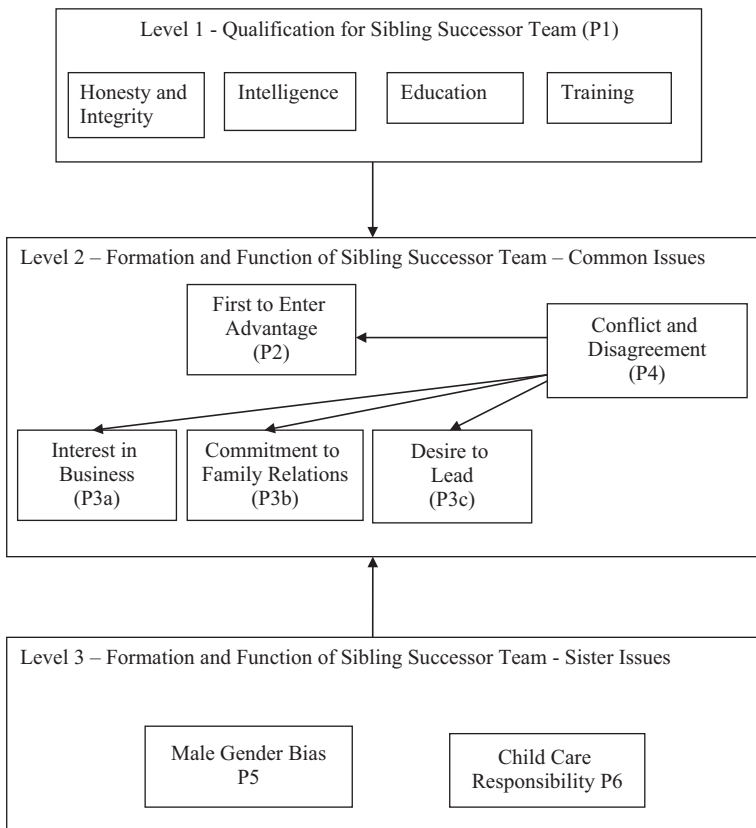 Level 1 - Qualification for Sibling Successor Team (P1)
Honesty and
Integrity
Intelligence
Education
Training
Level 2 – Formation and Function of Sibling Successor Team – Common Issues
First to Enter
Advantage
(P2)
Conflict and
Disagreement
(P4)
Interest in
Business
(P3a)
Commitment to
Family Relations
(P3b)
Desire to
Lead
(P3c)
Level 3 – Formation and Function of Sibling Successor Team - Sister Issues
Male Gender Bias
P5
Child Care
Responsibility P6